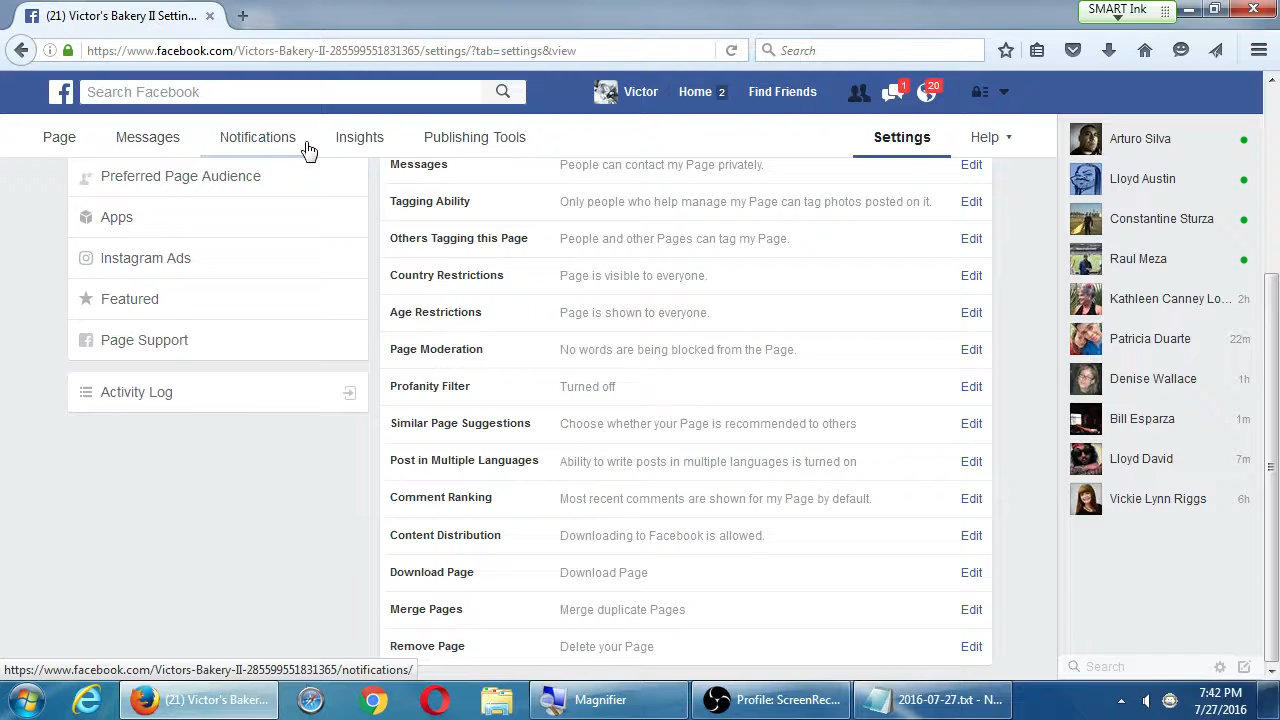 (21) Victor's Bakery II Settin...
SMART Ink
https://www.facebook.com/Victors-Bakery-II-285599551831365/settings/?tab=settings&view
Search
Search Facebook
Victor
Home 2
Find Friends
1
20
Page
Messages
Notifications
Insights
Publishing Tools
Settings
Help
Preferred Page Audience
Apps
Instagram Ads
Featured
Page Support
Activity Log
Messages People can contact my Page privately. Edit
Tagging Ability Only people who help manage my Page can tag photos posted on it. Edit
Others Tagging this Page People and other Pages can tag my Page. Edit
Country Restrictions Page is visible to everyone. Edit
Age Restrictions Page is shown to everyone. Edit
Page Moderation No words are being blocked from the Page. Edit
Profanity Filter Turned off Edit
Similar Page Suggestions Choose whether your Page is recommended to others Edit
Post in Multiple Languages Ability to write posts in multiple languages is turned on Edit
Comment Ranking Most recent comments are shown for my Page by default. Edit
Content Distribution Downloading to Facebook is allowed. Edit
Download Page Download Page Edit
Merge Pages Merge duplicate Pages Edit
Remove Page Delete your Page Edit
Arturo Silva
Lloyd Austin
Constantine Sturza
Raul Meza
Kathleen Canney Lo... 2h
Patricia Duarte 22m
Denise Wallace 1h
Bill Esparza 1m
Lloyd David 7m
Vickie Lynn Riggs 6h
Search
https://www.facebook.com/Victors-Bakery-II-285599551831365/notifications/
(21) Victor's Baker...
Magnifier
Profile: ScreenRec...
2016-07-27.txt - N...
7:42 PM
7/27/2016